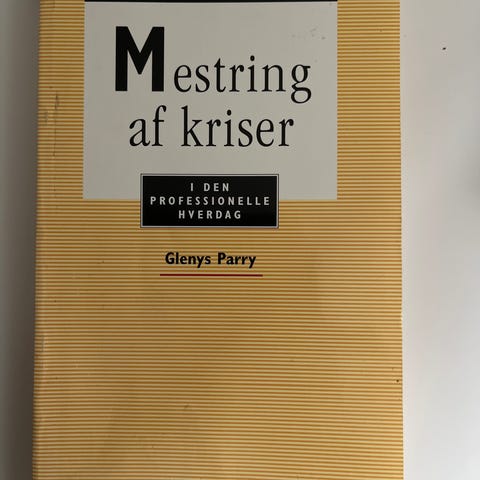 Mestring
af kriser
I DEN
PROFESSIONELLE
HVERDAG
Glenys Parry